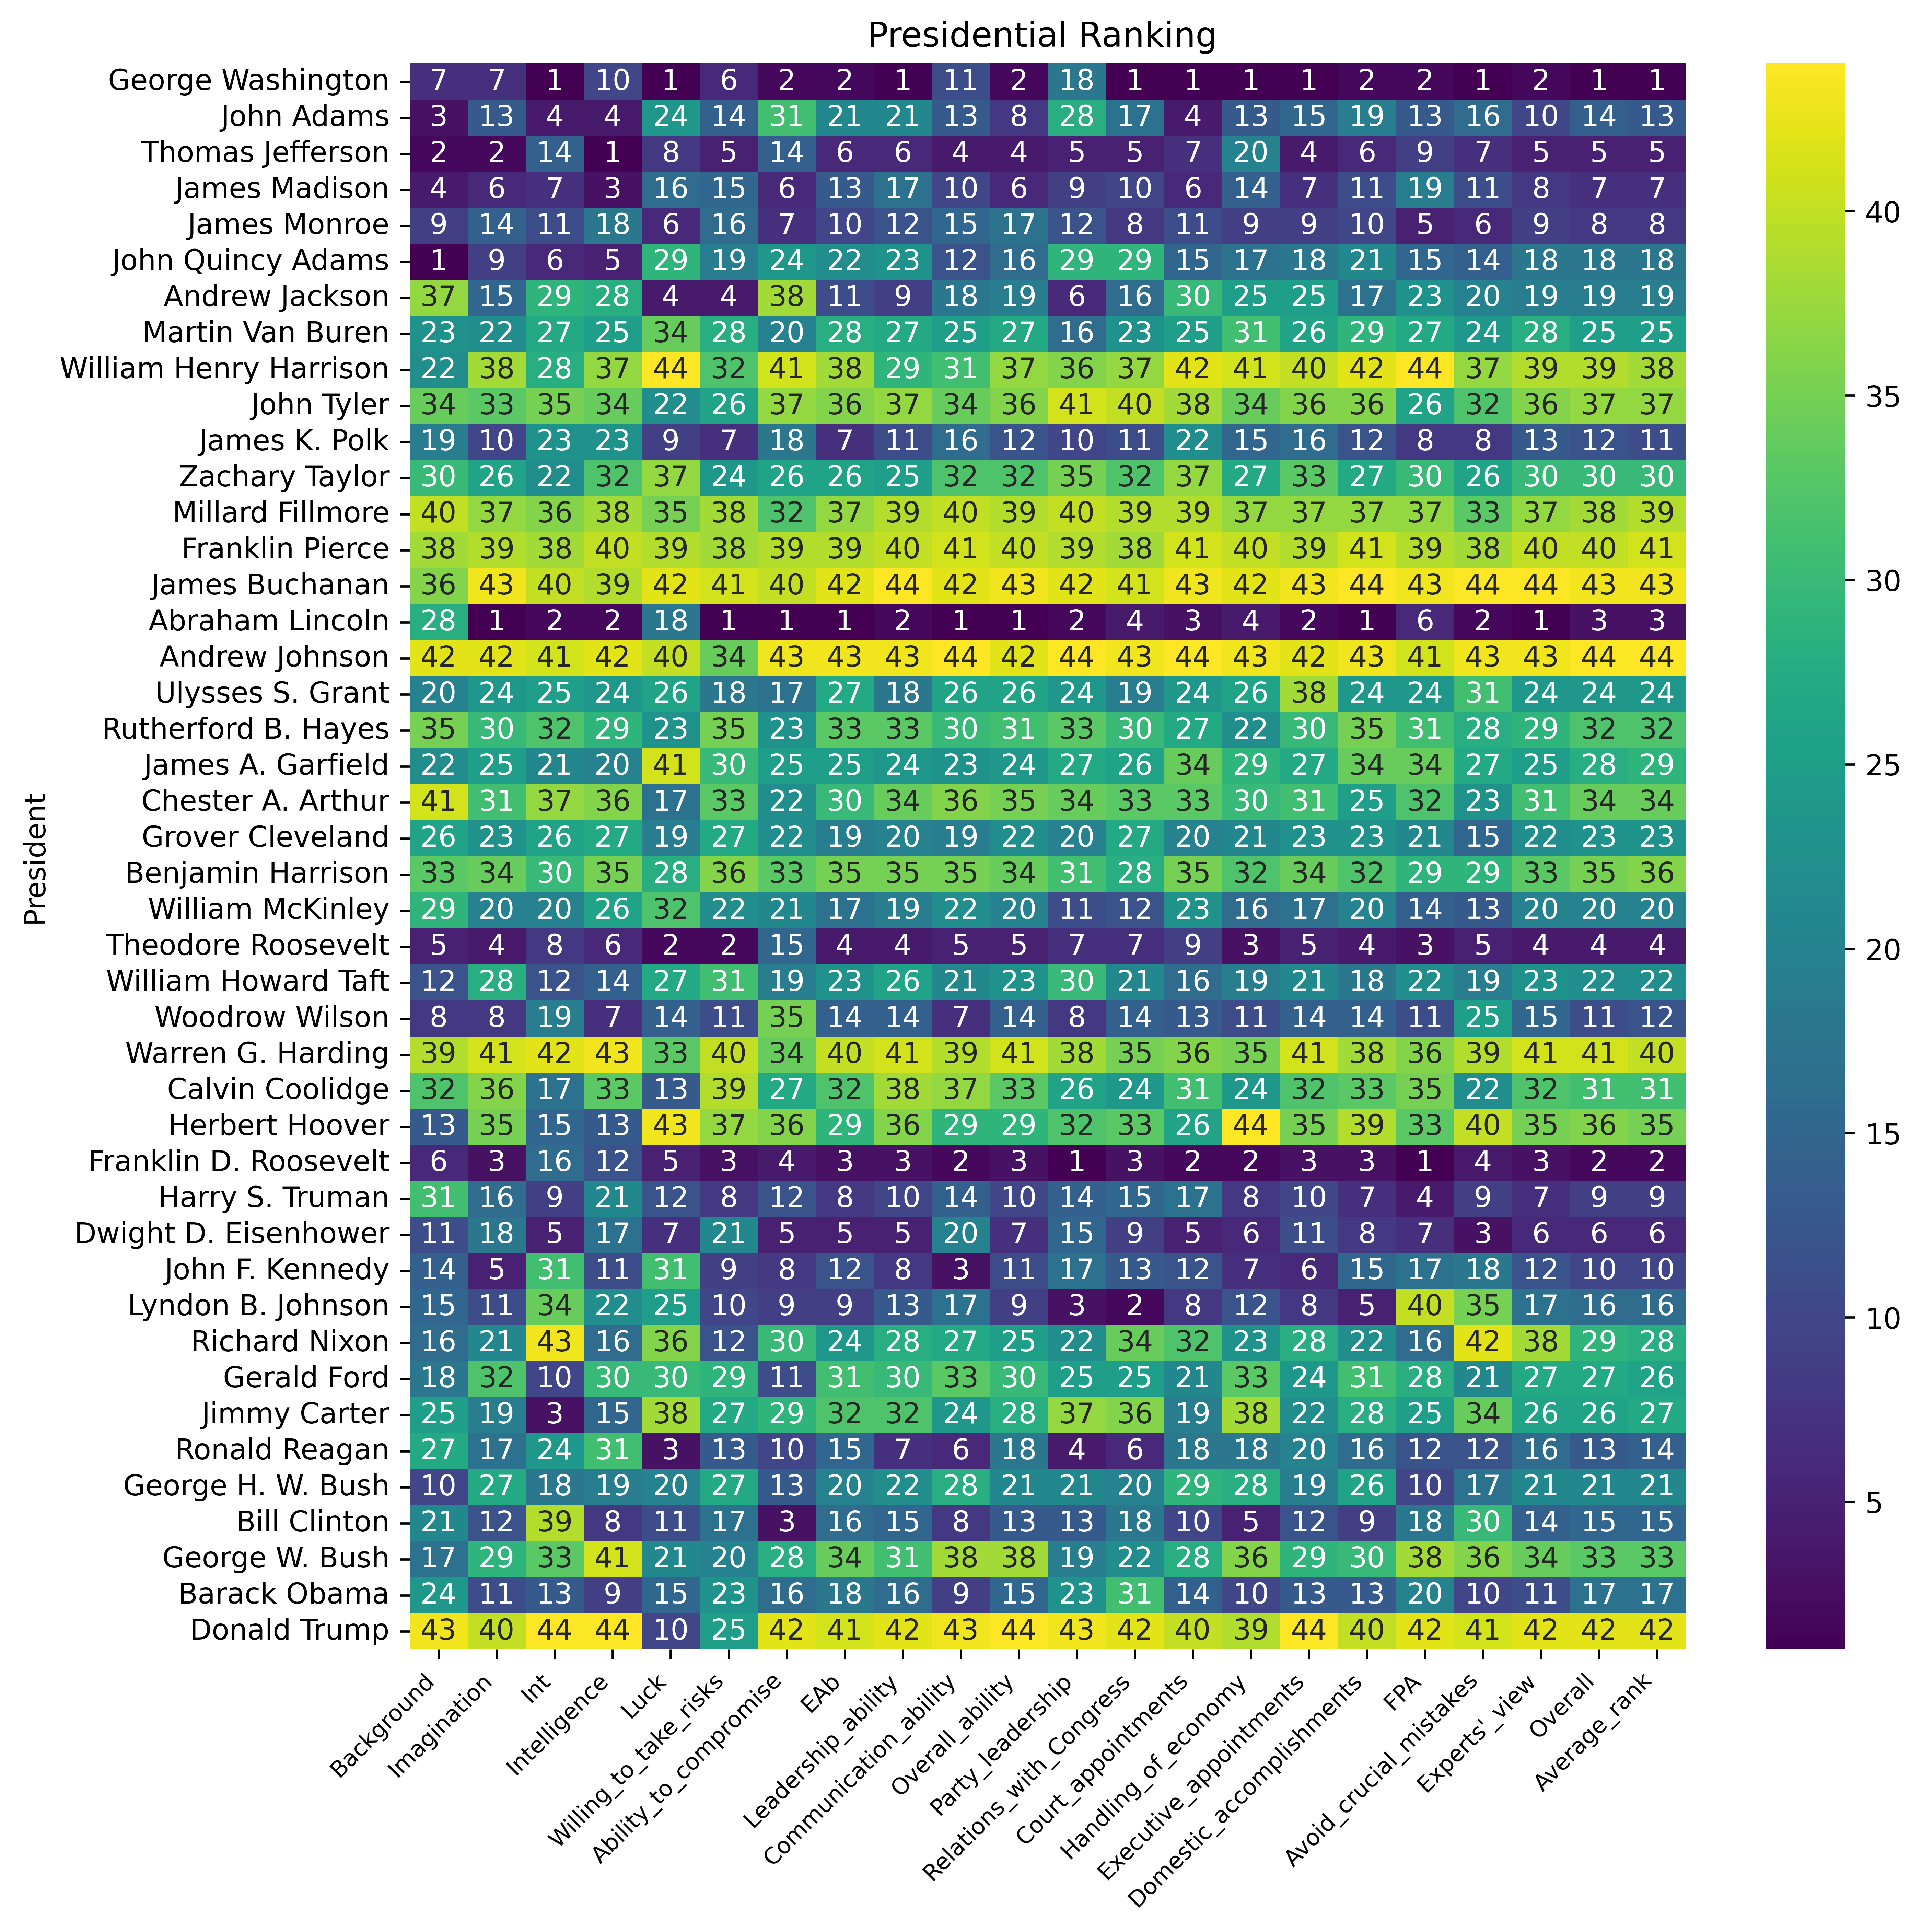 Presidential Ranking
George Washington 7 7 1 10 1 6 2 2 1 11 2 18 1 1 1 1 2 2 1 2 1 1
John Adams 3 13 4 4 24 14 31 21 21 13 8 28 17 4 13 15 19 13 16 10 14 13
Thomas Jefferson 2 2 14 1 8 5 14 6 6 4 4 5 5 7 20 4 6 9 7 5 5 5
James Madison 4 6 7 3 16 15 6 13 17 10 6 9 10 6 14 7 11 19 11 8 7 7
James Monroe 9 14 11 18 6 16 7 10 12 15 17 12 8 11 9 9 10 5 6 9 8 8
John Quincy Adams 1 9 6 5 29 19 24 22 23 12 16 29 29 15 17 18 21 15 14 18 18 18
Andrew Jackson 37 15 29 28 4 4 38 11 9 18 19 6 16 30 25 25 17 23 20 19 19 19
Martin Van Buren 23 22 27 25 34 28 20 28 27 25 27 16 23 25 31 26 29 27 24 28 25 25
William Henry Harrison 22 38 28 37 44 32 41 38 29 31 37 36 37 42 41 40 42 44 37 39 39 38
John Tyler 34 33 35 34 22 26 37 36 37 34 36 41 40 38 34 36 36 26 32 36 37 37
James K. Polk 19 10 23 23 9 7 18 7 11 16 12 10 11 22 15 16 12 8 8 13 12 11
Zachary Taylor 30 26 22 32 37 24 26 26 25 32 32 35 32 37 27 33 27 30 26 30 30 30
Millard Fillmore 40 37 36 38 35 38 32 37 39 40 39 40 39 39 37 37 37 37 33 37 38 39
Franklin Pierce 38 39 38 40 39 38 39 39 40 41 40 39 38 41 40 39 41 39 38 40 40 41
James Buchanan 36 43 40 39 42 41 40 42 44 42 43 42 41 43 42 43 44 43 44 44 43 43
Abraham Lincoln 28 1 2 2 18 1 1 1 2 1 1 2 4 3 4 2 1 6 2 1 3 3
Andrew Johnson 42 42 41 42 40 34 43 43 43 44 42 44 43 44 43 42 43 41 43 43 44 44
Ulysses S. Grant 20 24 25 24 26 18 17 27 18 26 26 24 19 24 26 38 24 24 31 24 24 24
Rutherford B. Hayes 35 30 32 29 23 35 23 33 33 30 31 33 30 27 22 30 35 31 28 29 32 32
James A. Garfield 22 25 21 20 41 30 25 25 24 23 24 27 26 34 29 27 34 34 27 25 28 29
Chester A. Arthur 41 31 37 36 17 33 22 30 34 36 35 34 33 33 30 31 25 32 23 31 34 34
Grover Cleveland 26 23 26 27 19 27 22 19 20 19 22 20 27 20 21 23 23 21 15 22 23 23
Benjamin Harrison 33 34 30 35 28 36 33 35 35 35 34 31 28 35 32 34 32 29 29 33 35 36
William McKinley 29 20 20 26 32 22 21 17 19 22 20 11 12 23 16 17 20 14 13 20 20 20
Theodore Roosevelt 5 4 8 6 2 2 15 4 4 5 5 7 7 9 3 5 4 3 5 4 4 4
William Howard Taft 12 28 12 14 27 31 19 23 26 21 23 30 21 16 19 21 18 22 19 23 22 22
Woodrow Wilson 8 8 19 7 14 11 35 14 14 7 14 8 14 13 11 14 14 11 25 15 11 12
Warren G. Harding 39 41 42 43 33 40 34 40 41 39 41 38 35 36 35 41 38 36 39 41 41 40
Calvin Coolidge 32 36 17 33 13 39 27 32 38 37 33 26 24 31 24 32 33 35 22 32 31 31
Herbert Hoover 13 35 15 13 43 37 36 29 36 29 29 32 33 26 44 35 39 33 40 35 36 35
Franklin D. Roosevelt 6 3 16 12 5 3 4 3 3 2 3 1 3 2 2 3 3 1 4 3 2 2
Harry S. Truman 31 16 9 21 12 8 12 8 10 14 10 14 15 17 8 10 7 4 9 7 9 9
Dwight D. Eisenhower 11 18 5 17 7 21 5 5 5 20 7 15 9 5 6 11 8 7 3 6 6 6
John F. Kennedy 14 5 31 11 31 9 8 12 8 3 11 17 13 12 7 6 15 17 18 12 10 10
Lyndon B. Johnson 15 11 34 22 25 10 9 9 13 17 9 3 2 8 12 8 5 40 35 17 16 16
Richard Nixon 16 21 43 16 36 12 30 24 28 27 25 22 34 32 23 28 22 16 42 38 29 28
Gerald Ford 18 32 10 30 30 29 11 31 30 33 30 25 25 21 33 24 31 28 21 27 27 26
Jimmy Carter 25 19 3 15 38 27 29 32 32 24 28 37 36 19 38 22 28 25 34 26 26 27
Ronald Reagan 27 17 24 31 3 13 10 15 7 6 18 4 6 18 18 20 16 12 12 16 13 14
George H. W. Bush 10 27 18 19 20 27 13 20 22 28 21 21 20 29 28 19 26 10 17 21 21 21
Bill Clinton 21 12 39 8 11 17 3 16 15 8 13 13 18 10 5 12 9 18 30 14 15 15
George W. Bush 17 29 33 41 21 20 28 34 31 38 38 19 22 28 36 29 30 38 36 34 33 33
Barack Obama 24 11 13 9 15 23 16 18 16 9 15 23 31 14 10 13 13 20 10 11 17 17
Donald Trump 43 40 44 44 10 25 42 41 42 43 44 43 42 40 39 44 40 42 41 42 42 42
President
Background
Imagination
Int
Intelligence
Luck
Willing_to_take_risks
Ability_to_compromise
EAb
Leadership_ability
Communication_ability
Overall_ability
Party_leadership
Relations_with_Congress
Court_appointments
Handling_of_economy
Executive_appointments
Domestic_accomplishments
FPA
Avoid_crucial_mistakes
Experts'_view
Overall
Average_rank
40
35
30
25
20
15
10
5